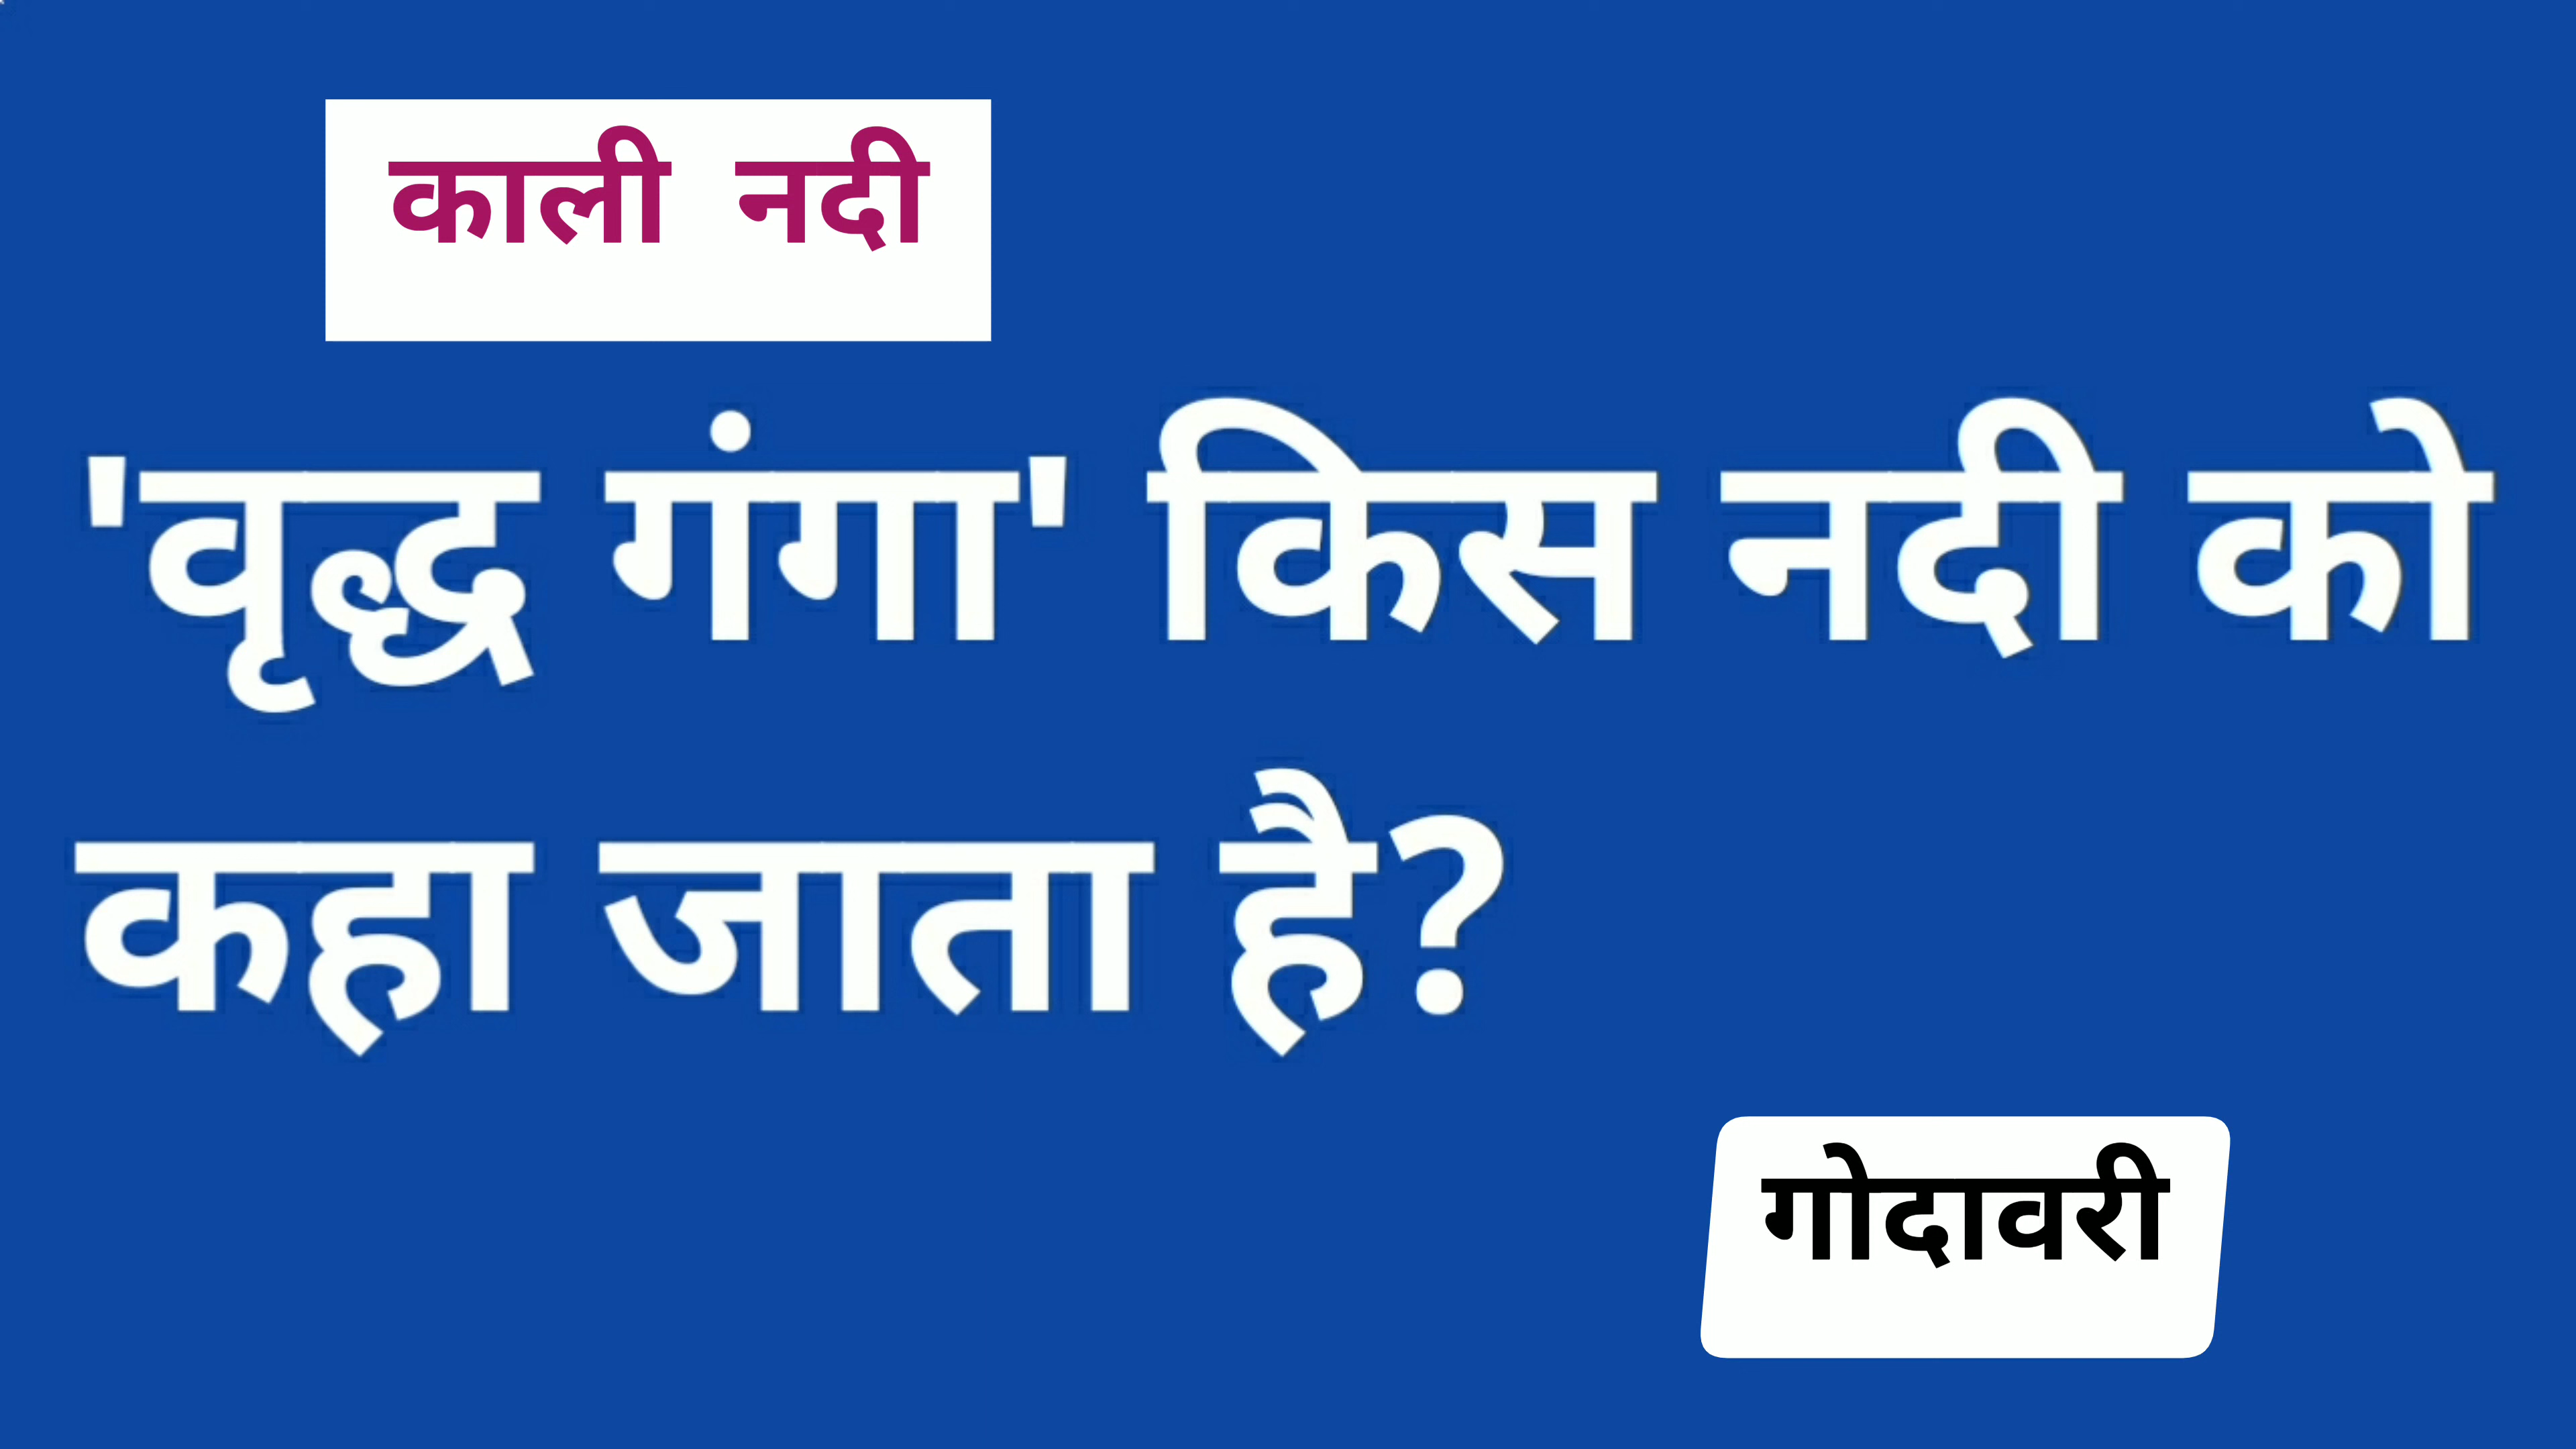 काली नदी
'वृद्ध गंगा' किस नदी को
कहा जाता है?
गोदावरी